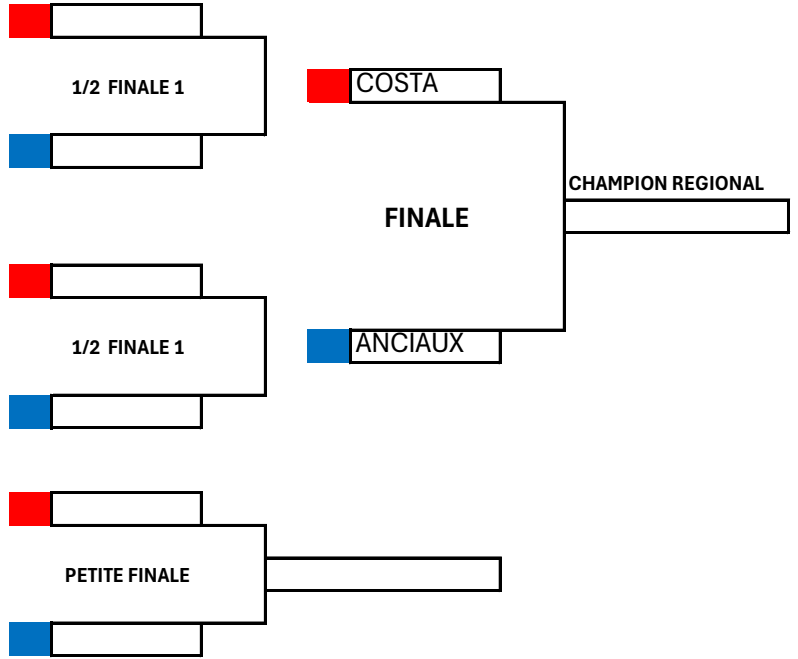 1/2 FINALE 1
COSTA
CHAMPION REGIONAL
FINALE
1/2 FINALE 1
ANCIAUX
PETITE FINALE